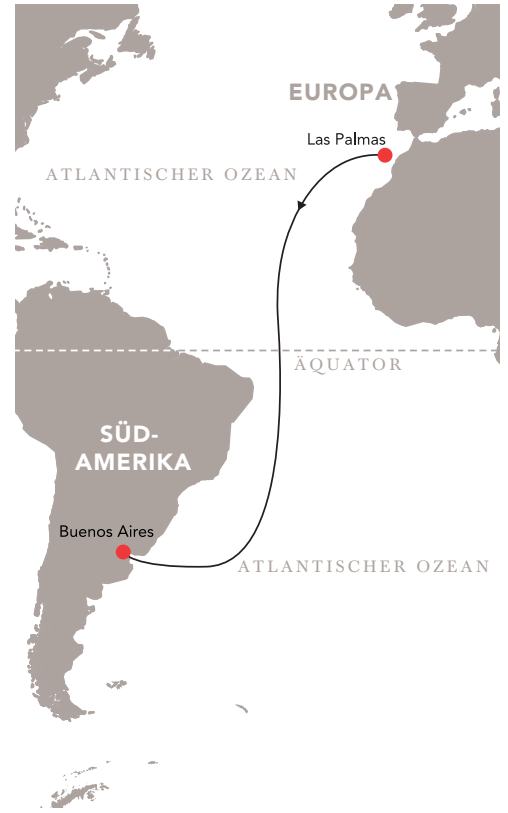 EUROPA
Las Palmas
ATLANTISCHER OZEAN
ÄQUATOR
SÜD-
AMERIKA
Buenos Aires
ATLANTISCHER OZEAN